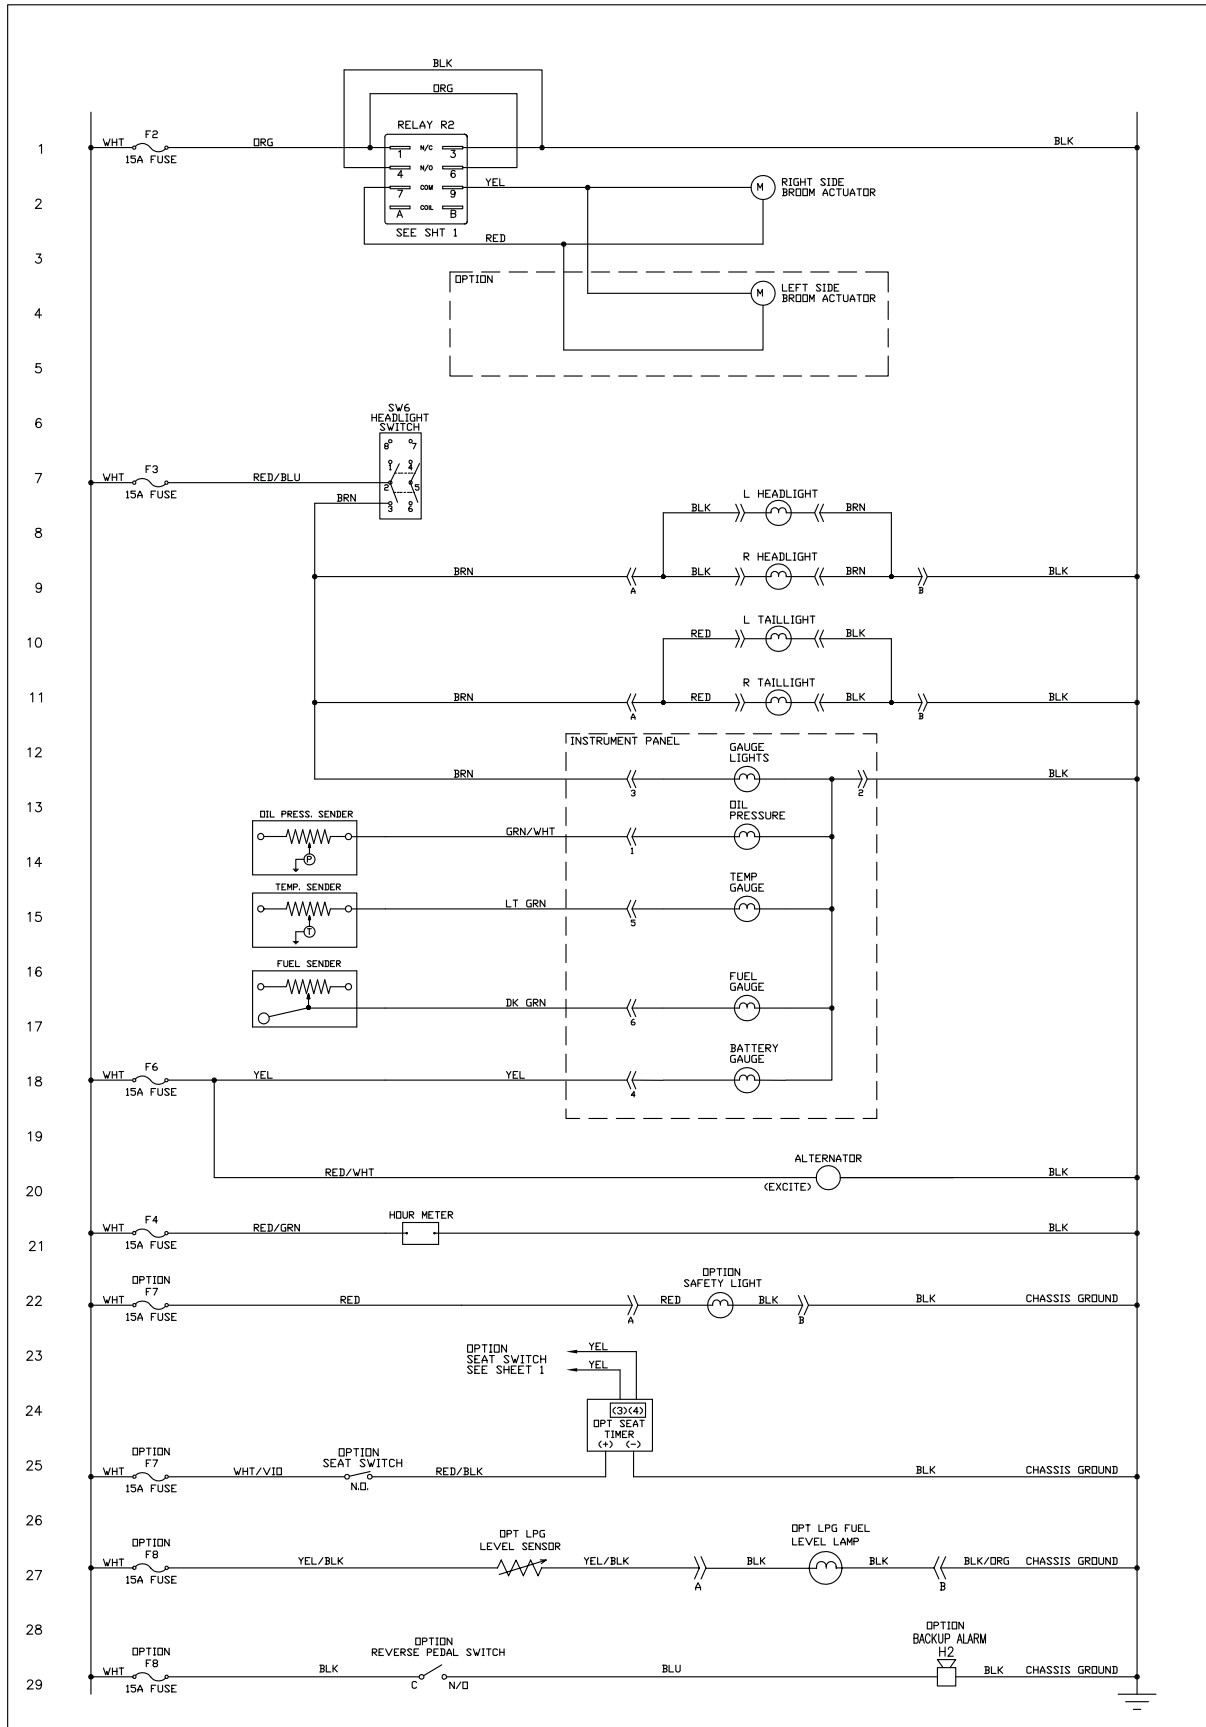 BLK
ORG
RELAY R2
1 WHT F2 ORG 1 N/C 3 BLK
15A FUSE
4 N/O 6
2 7 COM 9 YEL M RIGHT SIDE
BROOM ACTUATOR
A COIL B
SEE SHT 1
RED
3
OPTION
4 M LEFT SIDE
BROOM ACTUATOR
5
6 SW6
HEADLIGHT
SWITCH
8 7
1 4
7 WHT F3 RED/BLU 2 5
15A FUSE
BRN 3 6
L HEADLIGHT
BLK BRN
8
R HEADLIGHT
9 BRN A BLK BRN B BLK
L TAILLIGHT
10 RED BLK
R TAILLIGHT
11 BRN A RED BLK B BLK
INSTRUMENT PANEL
12 GAUGE
LIGHTS
BRN 3 2 BLK
13 OIL PRESS. SENDER OIL
PRESSURE
GRN/WHT 1
14 P
TEMP. SENDER TEMP
GAUGE
15 LT GRN 5
T
16 FUEL SENDER FUEL
GAUGE
DK GRN 6
17
BATTERY
GAUGE
18 WHT F6 YEL YEL 4
15A FUSE
19
ALTERNATOR
20 RED/WHT (EXCITE) BLK
HOUR METER
21 WHT F4 RED/GRN BLK
15A FUSE
OPTION OPTION
F7 SAFETY LIGHT
22 WHT RED A RED BLK B BLK CHASSIS GROUND
15A FUSE
23 OPTION YEL
SEAT SWITCH YEL
SEE SHEET 1
24 (3)(4)
OPT SEAT
TIMER
(+) (-)
OPTION OPTION
F7 SEAT SWITCH
25 WHT WHT/VIO N.O. RED/BLK BLK CHASSIS GROUND
15A FUSE
26
OPTION OPT LPG OPT LPG FUEL
F8 LEVEL SENSOR LEVEL LAMP
27 WHT YEL/BLK YEL/BLK A BLK BLK B BLK/ORG CHASSIS GROUND
15A FUSE
28 OPTION
BACKUP ALARM
H2
OPTION OPTION
F8 REVERSE PEDAL SWITCH
29 WHT BLK C N/O BLU BLK CHASSIS GROUND
15A FUSE